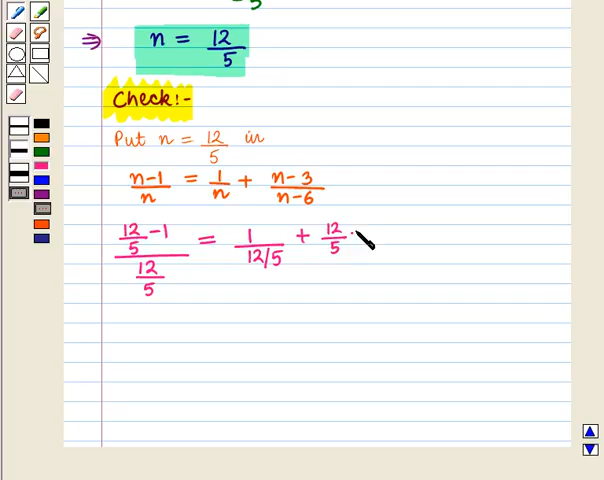 5
⇒ n = 12/5
Check:-
Put n = 12/5 in
n-1/n = 1/n + n-3/n-6
12/5 -1 / 12/5 = 1/12/5 + 12/5